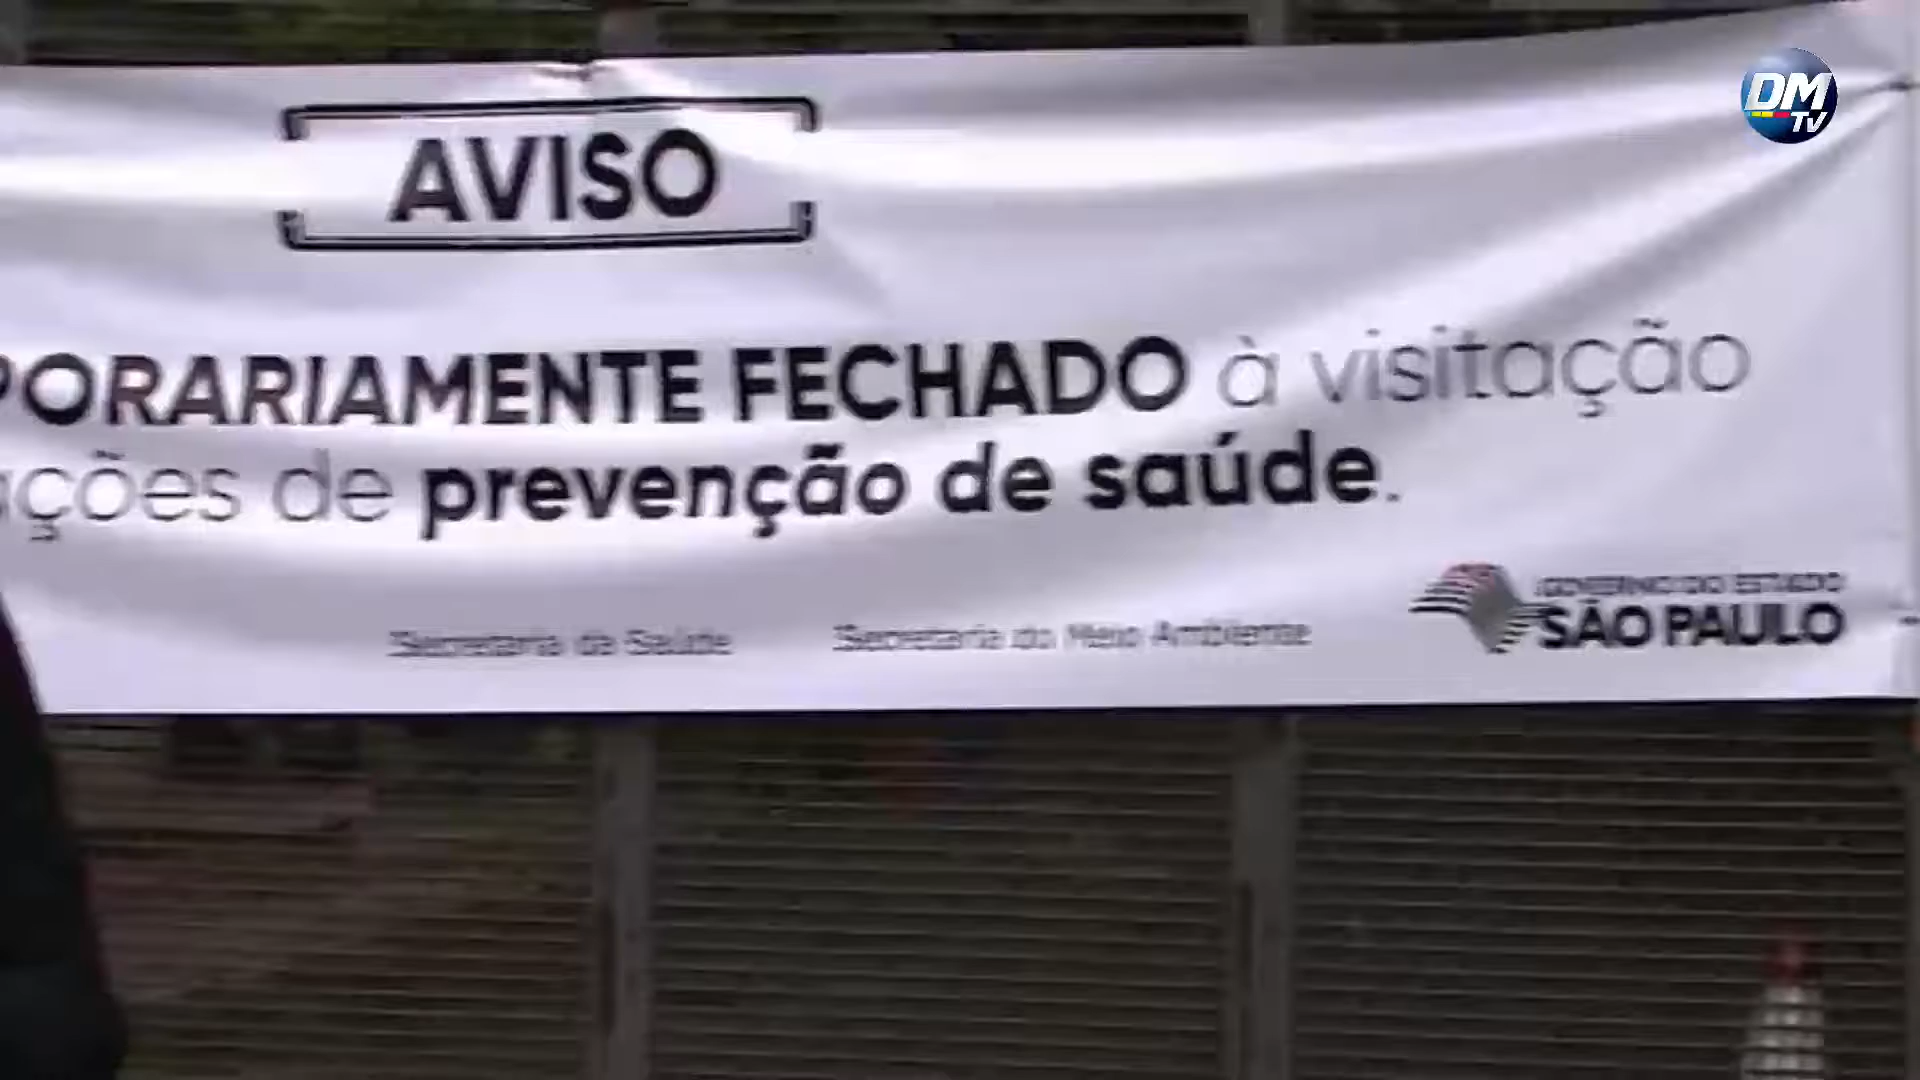 DM
TV
AVISO
PORARIAMENTE FECHADO à visitação
ações de prevenção de saúde.
Secretaria da Saúde Secretaria do Meio Ambiente
GOVERNO DO ESTADO
SÃO PAULO